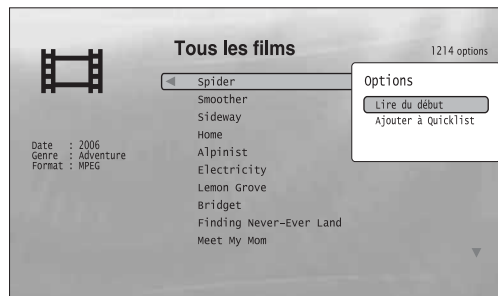 Tous les films
1214 options
Spider
Smoother
Sideway
Home
Alpinist
Electricity
Lemon Grove
Bridget
Finding Never-Ever Land
Meet My Mom
Date : 2006
Genre : Adventure
Format : MPEG
Options
Lire du début
Ajouter à Quicklist